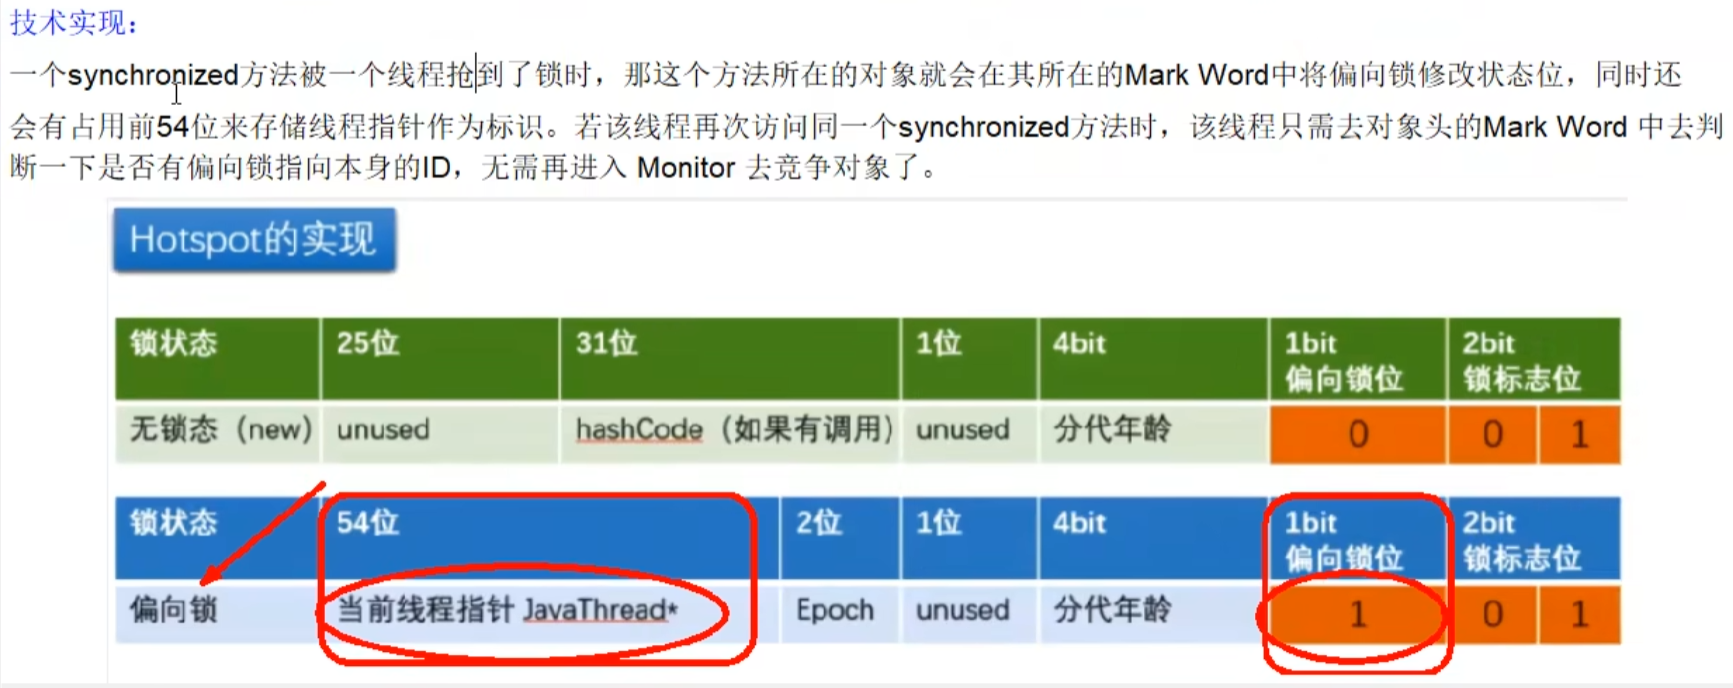 技术实现：
一个synchronized方法被一个线程抢到了锁时，那这个方法所在的对象就会在其所在的Mark Word中将偏向锁修改状态位，同时还
会有占用前54位来存储线程指针作为标识。若该线程再次访问同一个synchronized方法时，该线程只需去对象头的Mark Word 中去判
断一下是否有偏向锁指向本身的ID，无需再进入 Monitor 去竞争对象了。
Hotspot的实现
锁状态 25位 31位 1位 4bit 1bit 偏向锁位 2bit 锁标志位
无锁态（new） unused hashCode（如果有调用） unused 分代年龄 0 0 1
锁状态 54位 2位 1位 4bit 1bit 偏向锁位 2bit 锁标志位
偏向锁 当前线程指针 JavaThread* Epoch unused 分代年龄 1 0 1